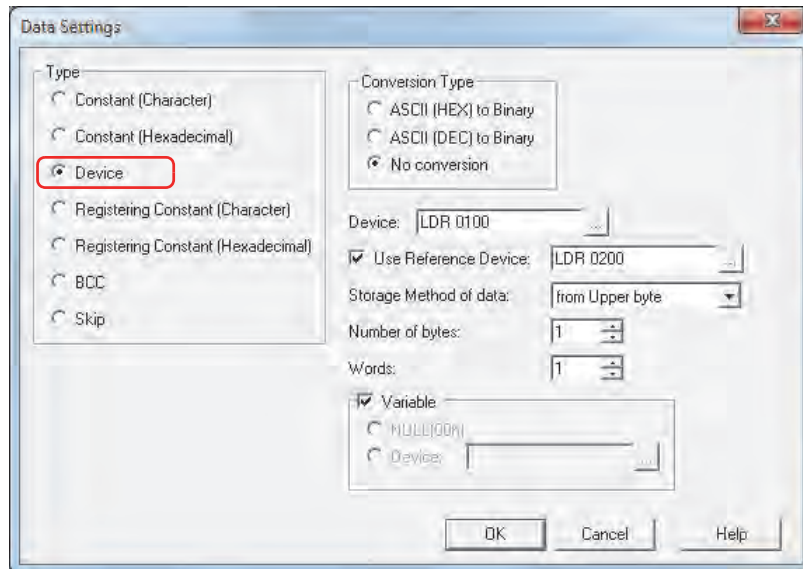 Data Settings
Type
Constant (Character)
Constant (Hexadecimal)
Device
Registering Constant (Character)
Registering Constant (Hexadecimal)
BCC
Skip
Conversion Type
ASCII (HEX) to Binary
ASCII (DEC) to Binary
No conversion
Device: LDR 0100 ...
Use Reference Device: LDR 0200 ...
Storage Method of data: from Upper byte
Number of bytes: 1
Words: 1
Variable
NULL(00h)
Device: ...
OK Cancel Help